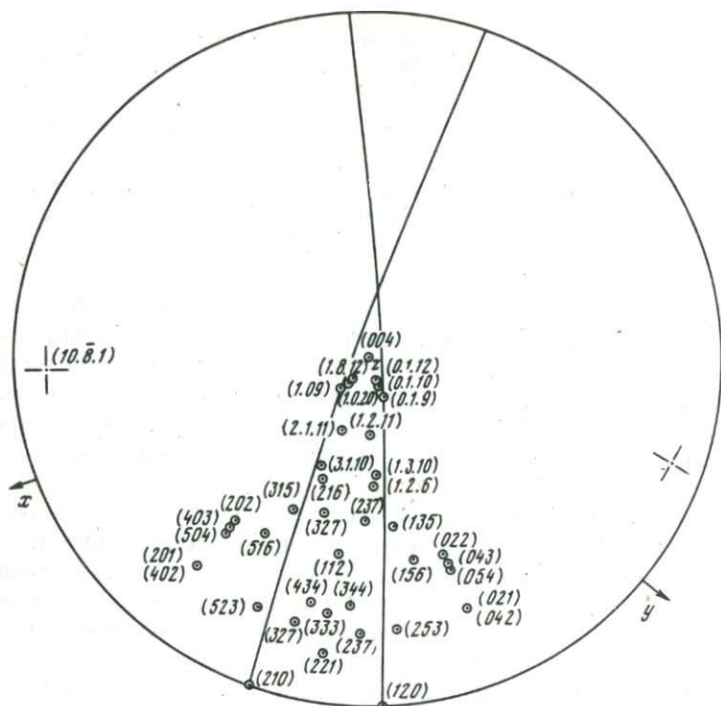 (10.8̄.1)
(004)
(1.8.12) z (0.1.12)
(1.09) (0.1.10)
(1.0.20) (0.1.9)
(2.1.11) (1.2.11)
(3.1.10) (1.3.10)
x (216) (1.2.6)
(315) (237)
(202) (327) (135)
(403) (022)
(504) (516) (043)
(201) (112) (156) (054)
(402)
(434) (344) (021)
y
(523) (042)
(327) (333) (237) (253)
(221)
(210) (120)